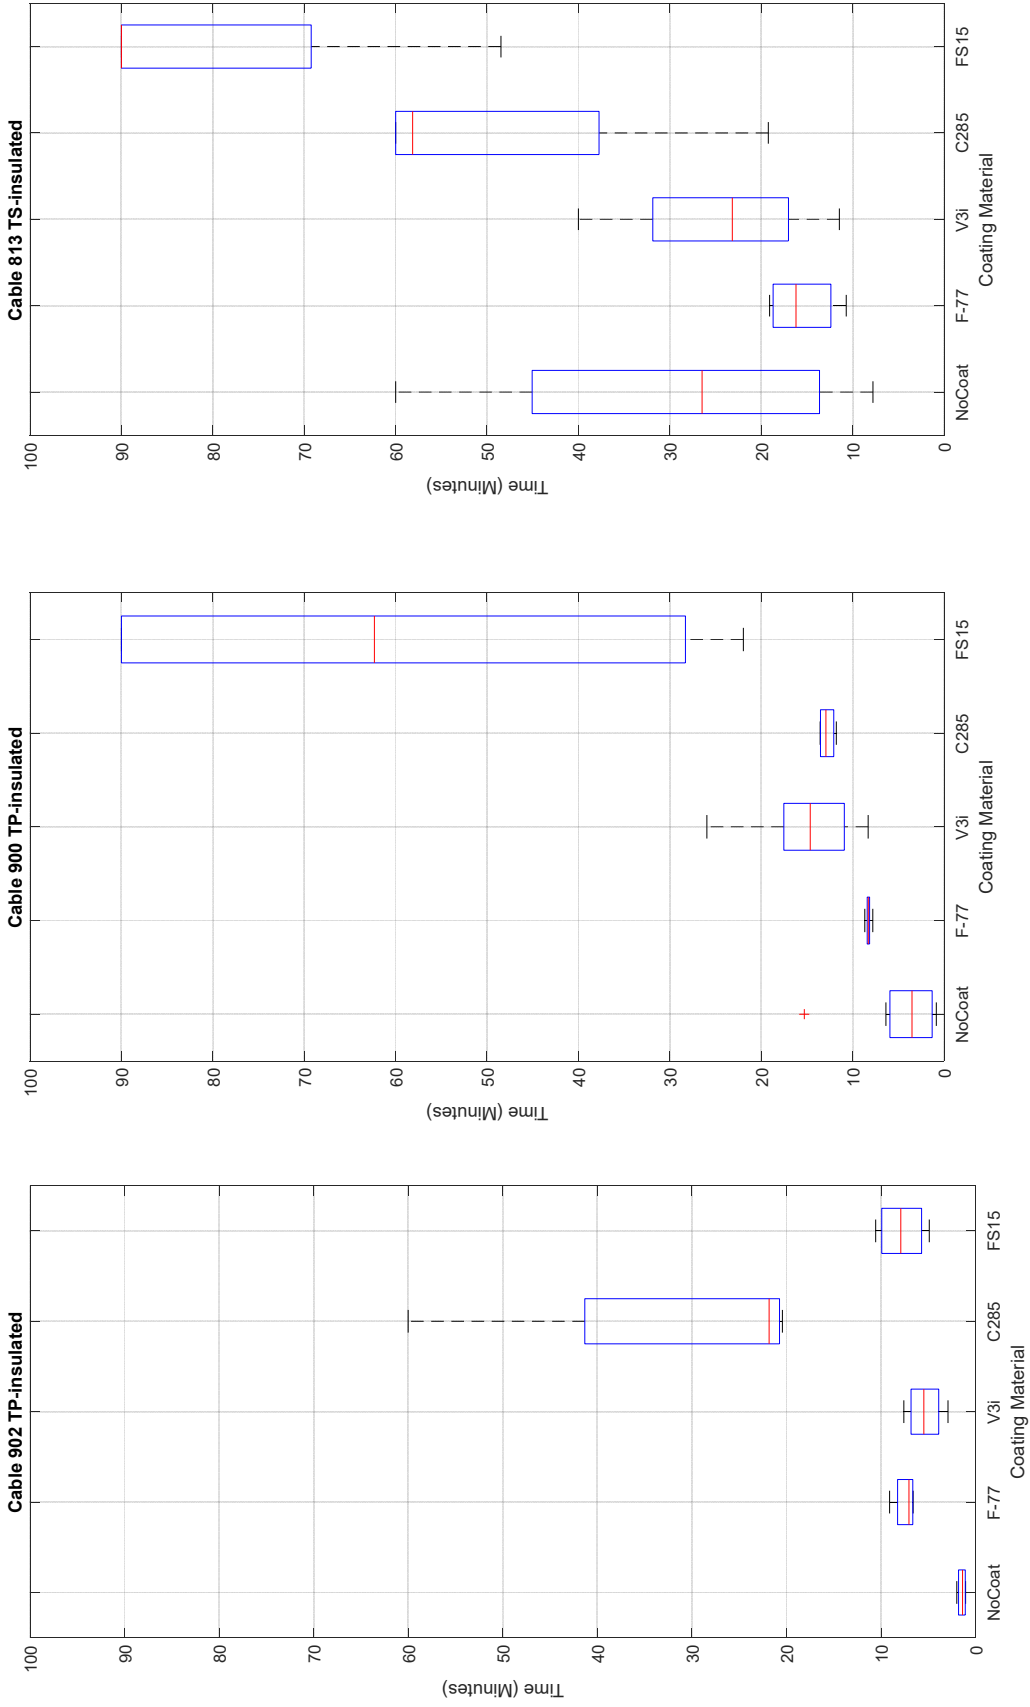 Cable 902 TP-insulated
100
90
80
70
60
50
40
30
20
10
0
Time (Minutes)
NoCoat F-77 V3i C285 FS15
Coating Material
Cable 900 TP-insulated
100
90
80
70
60
50
40
30
20
10
0
Time (Minutes)
NoCoat F-77 V3i C285 FS15
Coating Material
Cable 813 TS-insulated
100
90
80
70
60
50
40
30
20
10
0
Time (Minutes)
NoCoat F-77 V3i C285 FS15
Coating Material